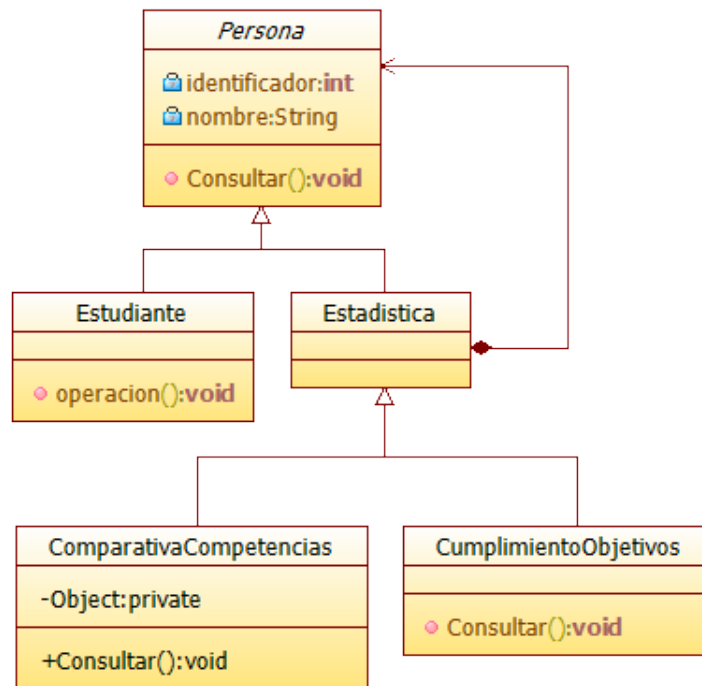 Persona
identificador:int
nombre:String
Consultar():void
Estudiante
operacion():void
Estadistica
ComparativaCompetencias
-Object:private
+Consultar():void
CumplimientoObjetivos
Consultar():void